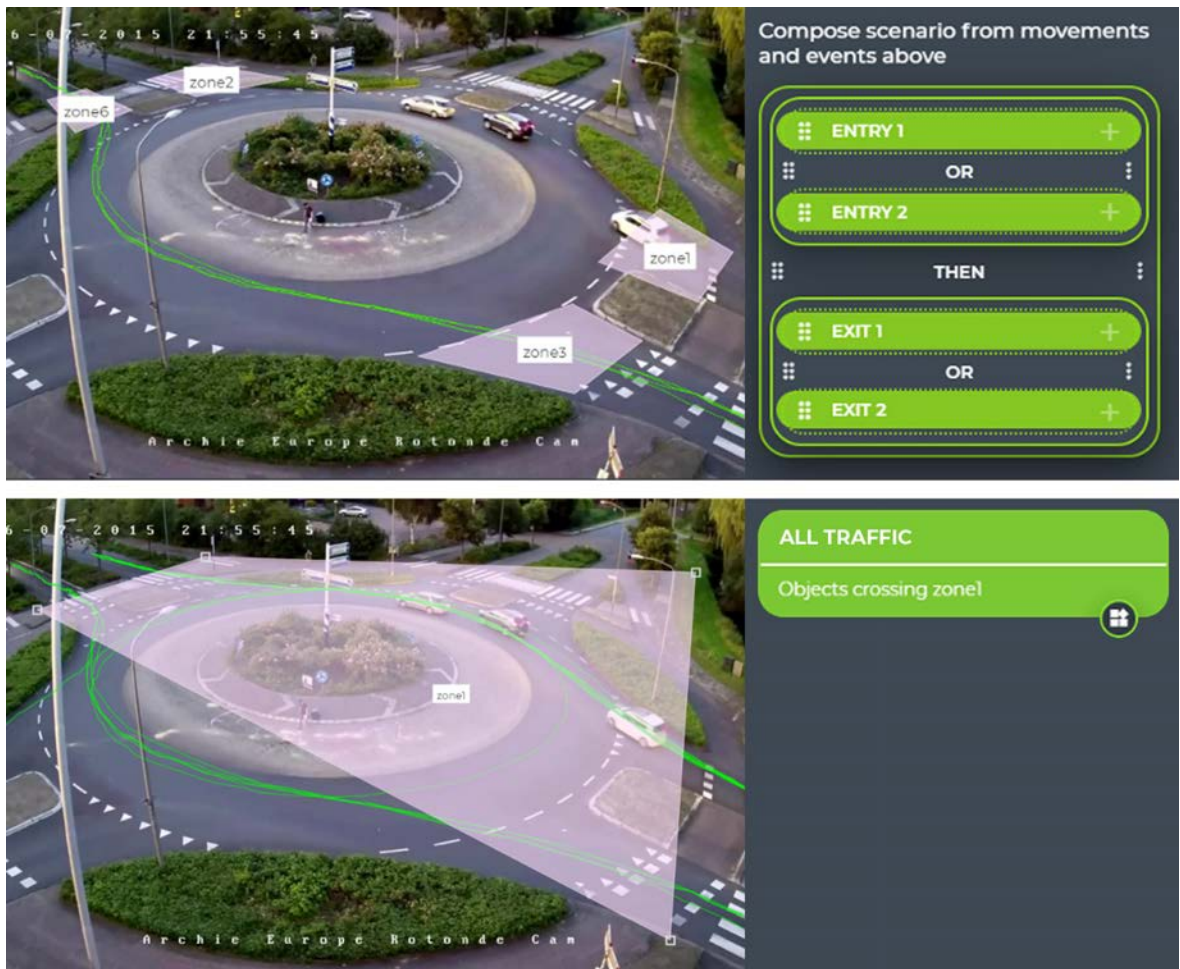 6-07-2015 21:55:45
zone2
zone6
zone1
zone3
Archie Europe Rotonde Cam
Compose scenario from movements
and events above
ENTRY 1
OR
ENTRY 2
THEN
EXIT 1
OR
EXIT 2
6-07-2015 21:55:45
zone1
Archie Europe Rotonde Cam
ALL TRAFFIC
Objects crossing zone1